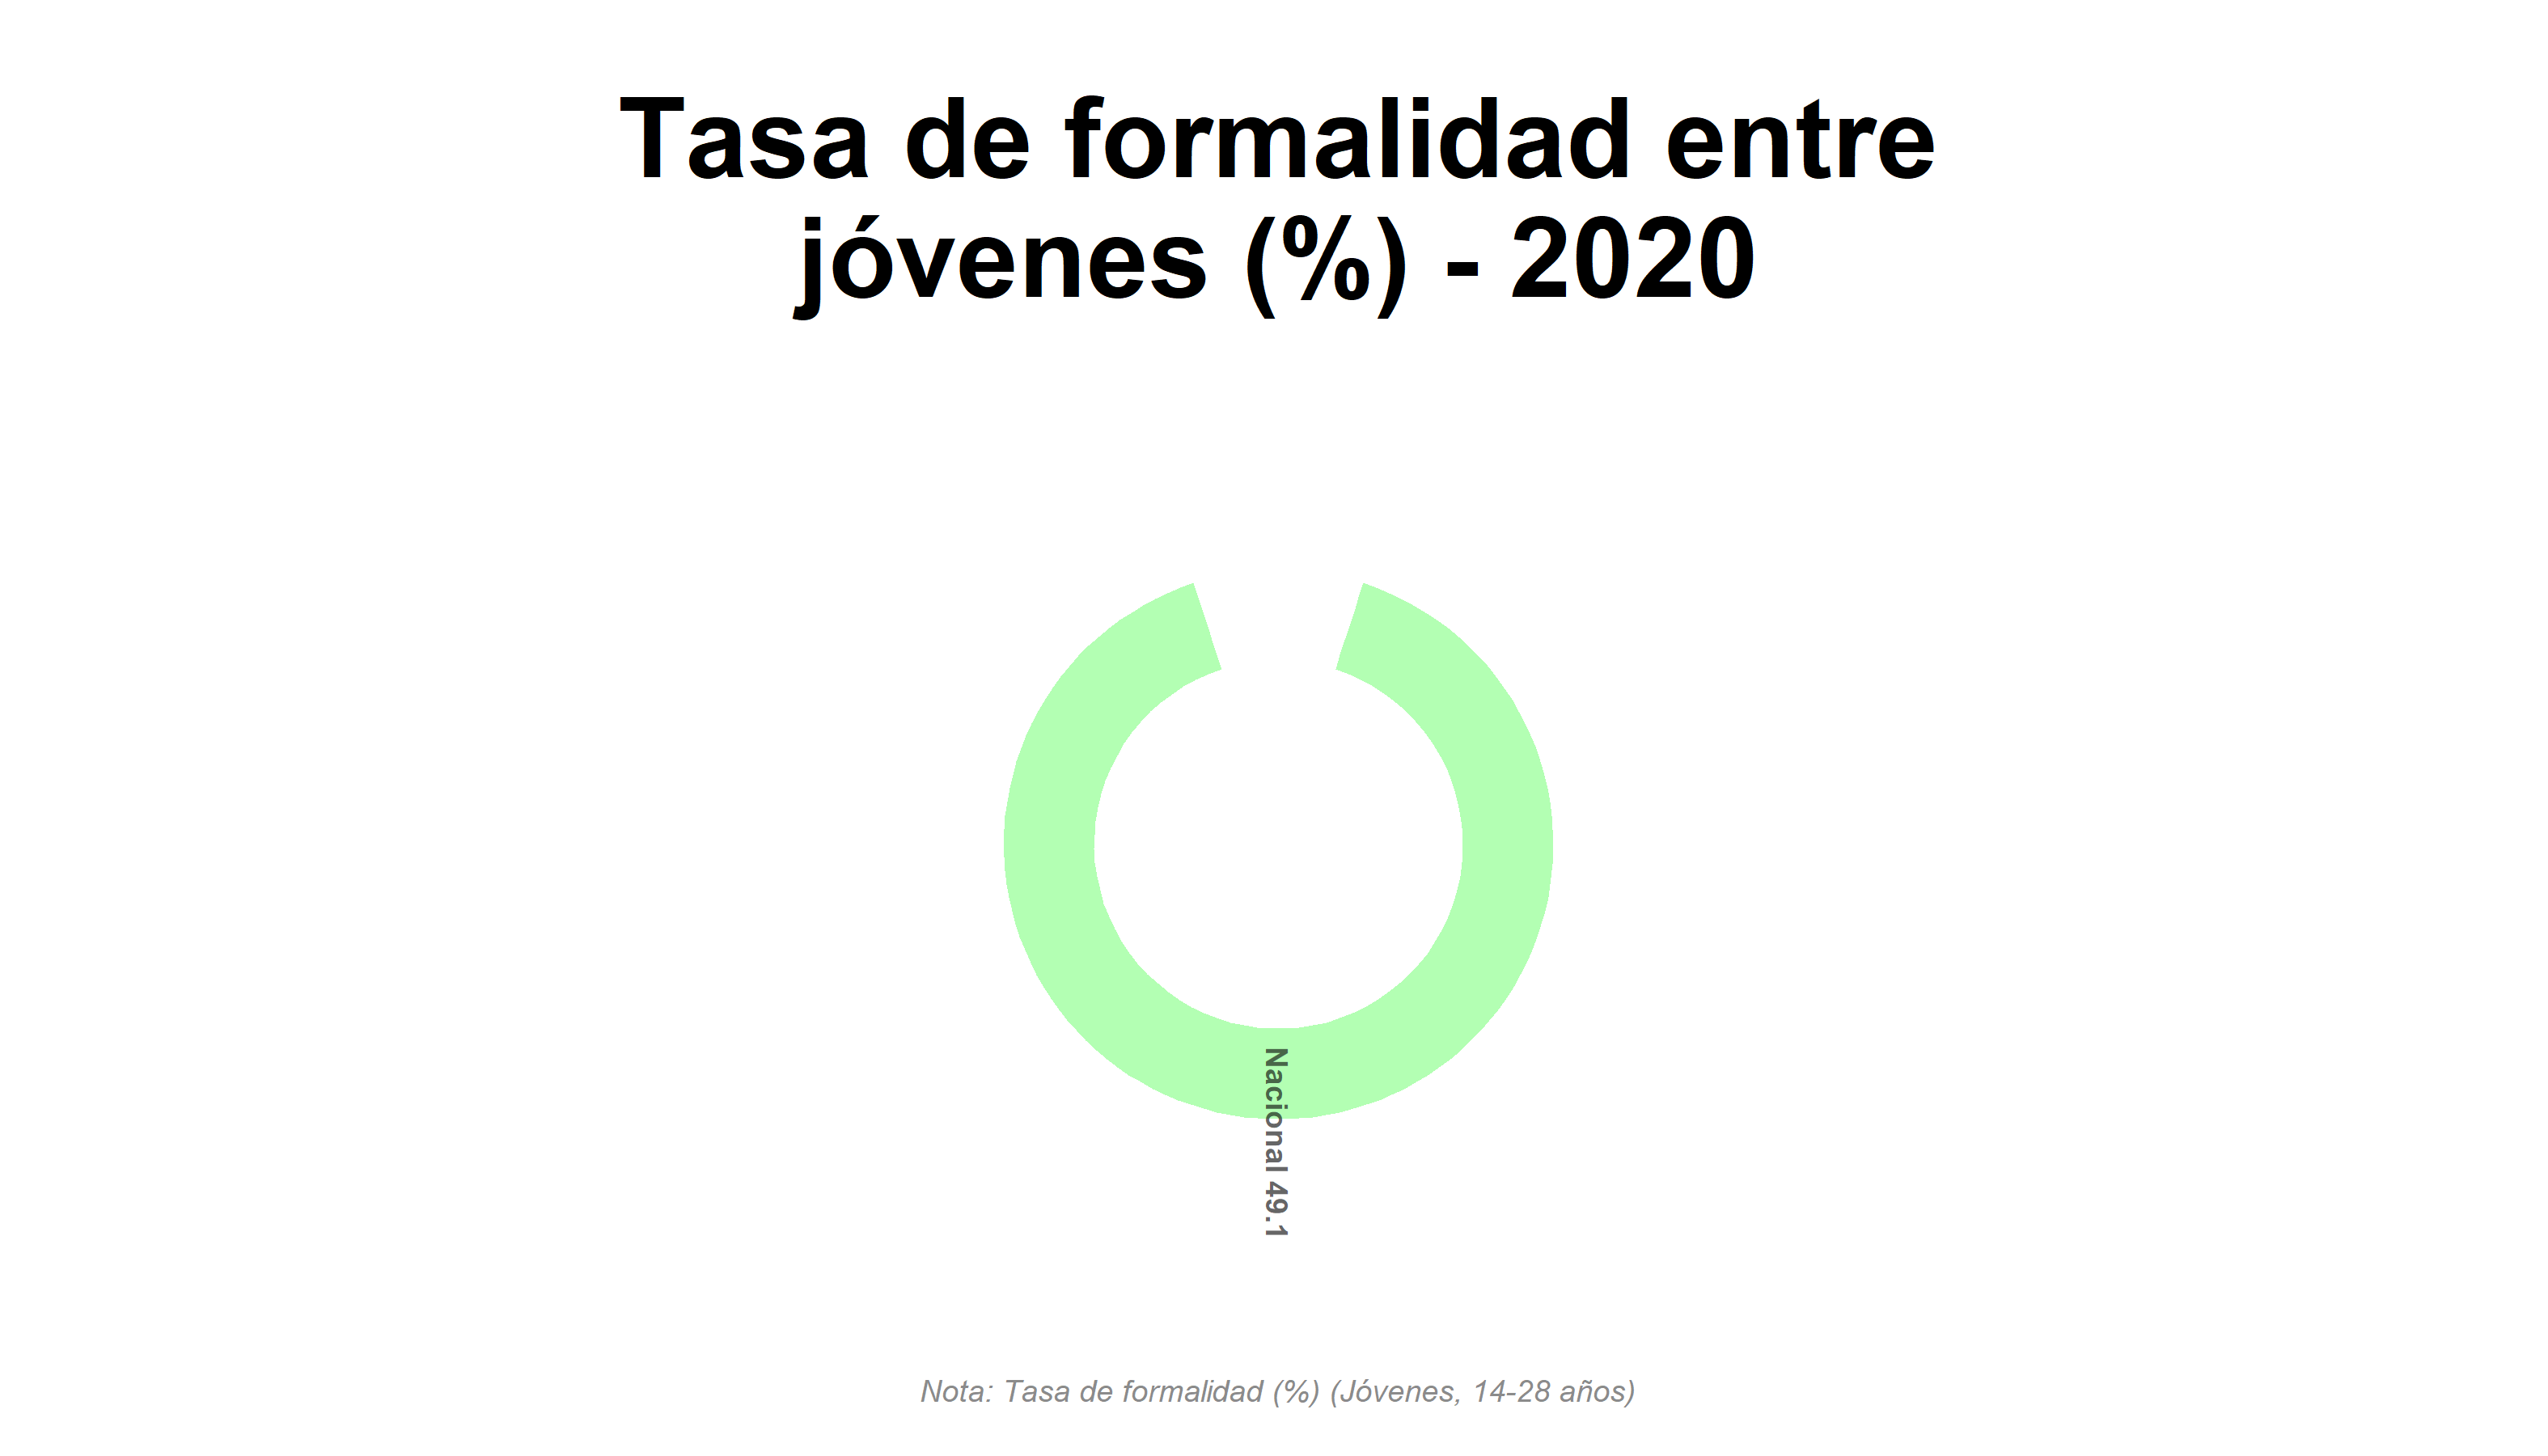 Tasa de formalidad entre
jóvenes (%) - 2020
Nacional 49.1
Nota: Tasa de formalidad (%) (Jóvenes, 14-28 años)